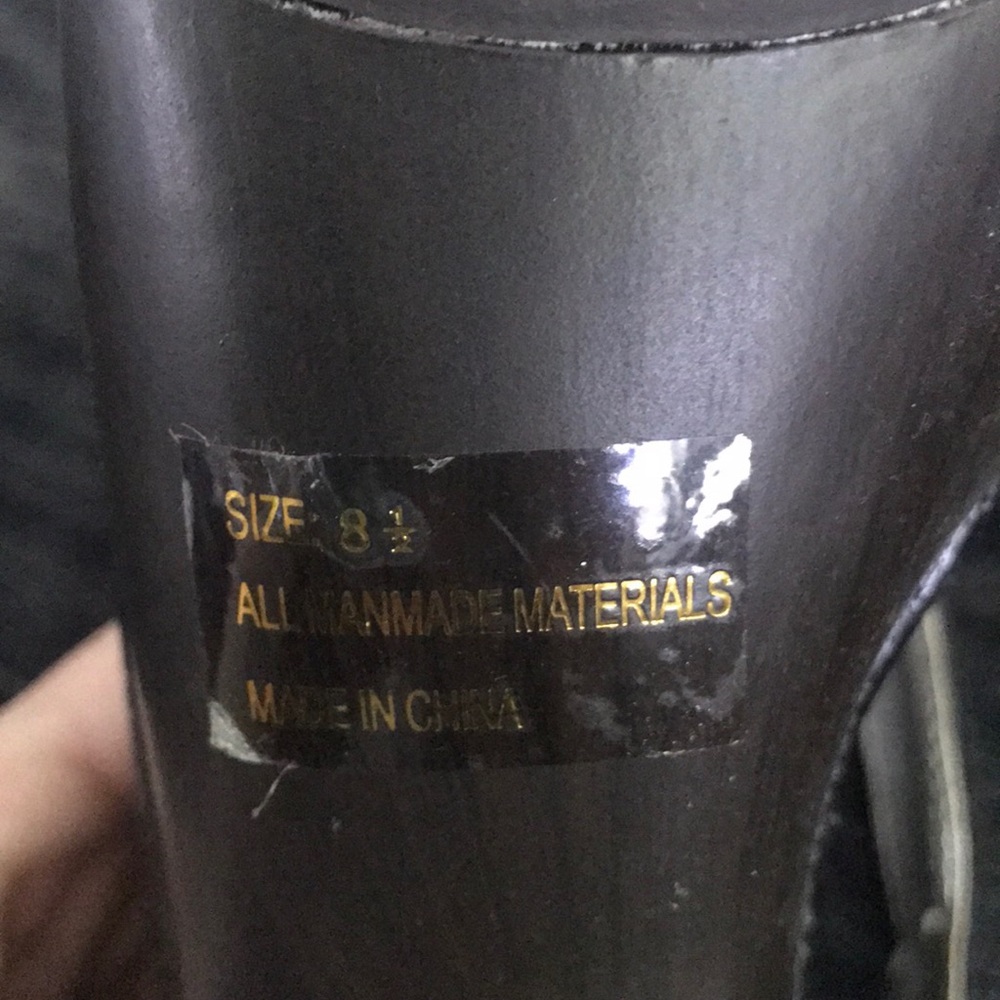 SIZE: 8 ½
ALL MANMADE MATERIALS
MADE IN CHINA